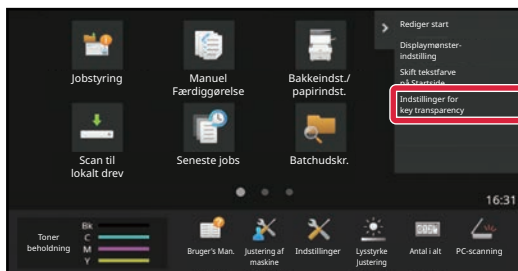 Rediger start
Displaymønster-
indstilling
Skift tekstfarve
på Startside
Indstillinger for
key transparency
Jobstyring
Manuel
Færdiggørelse
Bakkeindst./
papirindst.
Scan til
lokalt drev
Seneste jobs
Batchudskr.
16:31
Toner
beholdning
Bk
C
M
Y
Bruger's Man.
Justering af
maskine
Indstillinger
Lysstyrke
Justering
Antal i alt
PC-scanning